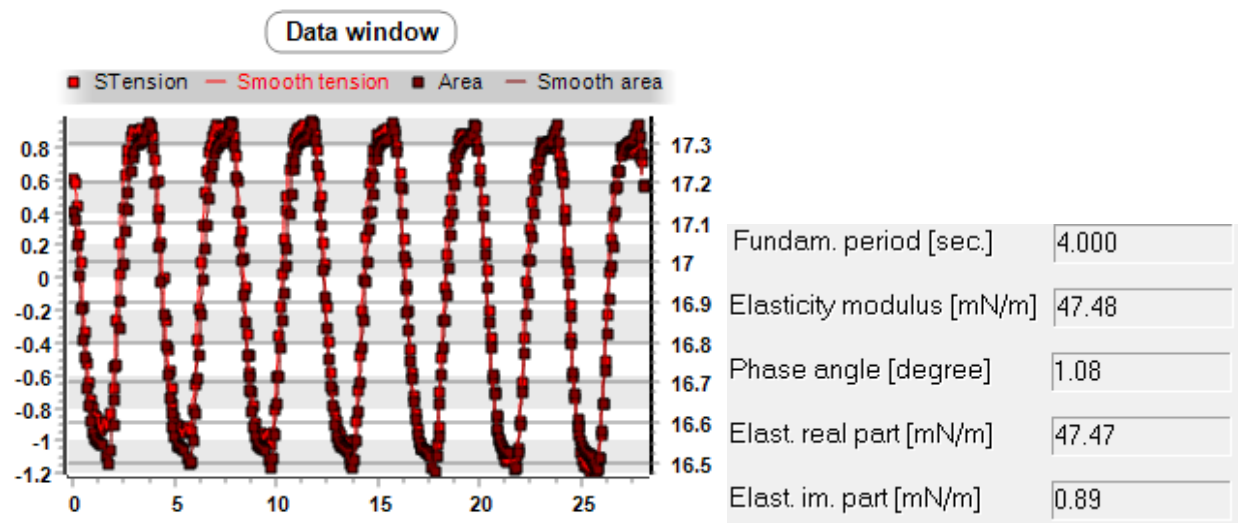 Data window
STension Smooth tension Area Smooth area
0.8
0.6
0.4
0.2
0
-0.2
-0.4
-0.6
-0.8
-1
-1.2
17.3
17.2
17.1
17
16.9
16.8
16.7
16.6
16.5
0 5 10 15 20 25
Fundam. period [sec.] 4.000
Elasticity modulus [mN/m] 47.48
Phase angle [degree] 1.08
Elast. real part [mN/m] 47.47
Elast. im. part [mN/m] 0.89